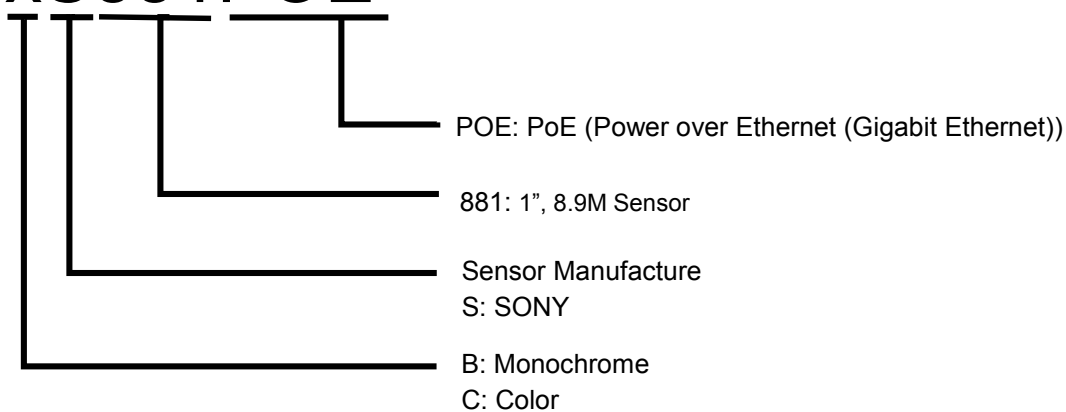 POE: PoE (Power over Ethernet (Gigabit Ethernet))
881: 1”, 8.9M Sensor
Sensor Manufacture
S: SONY
B: Monochrome
C: Color